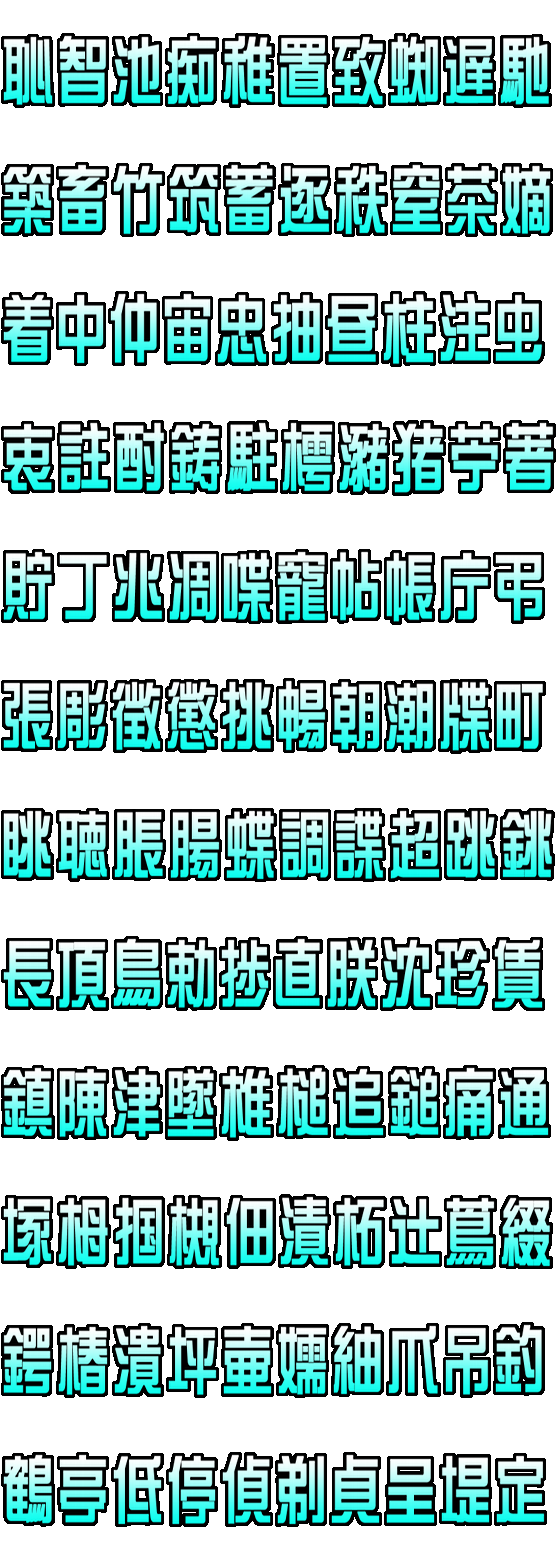 恥智池痴稚置致蜘遅馳
築畜竹筑蓄逐秩窒茶嫡
着中仲宙忠抽昼柱注虫
衷註酎鋳駐樗瀦猪苧著
貯丁兆凋喋寵帖帳庁弔
張彫徴懲挑暢朝潮牒町
眺聴脹腸蝶調諜超跳銚
長頂鳥勅捗直朕沈珍賃
鎮陳津墜椎槌追鎚痛通
塚栂掴槻佃漬柘辻蔦綴
鍔椿潰坪壷嬬紬爪吊釣
鶴亭低停偵剃貞呈堤定